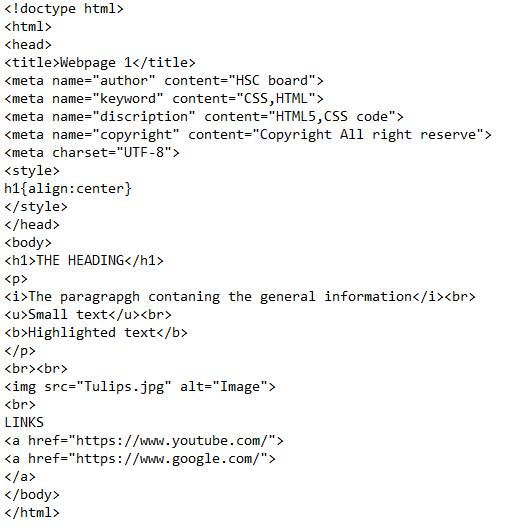 <!doctype html>
<html>
<head>
<title>Webpage 1</title>
<meta name="author" content="HSC board">
<meta name="keyword" content="CSS,HTML">
<meta name="discription" content="HTML5,CSS code">
<meta name="copyright" content="Copyright All right reserve">
<meta charset="UTF-8">
<style>
h1{align:center}
</style>
</head>
<body>
<h1>THE HEADING</h1>
<p>
<i>The paragrapgh contaning the general information</i><br>
<u>Small text</u><br>
<b>Highlighted text</b>
</p>
<br><br>
<img src="Tulips.jpg" alt="Image">
<br>
LINKS
<a href="https://www.youtube.com/">
<a href="https://www.google.com/">
</a>
</body>
</html>